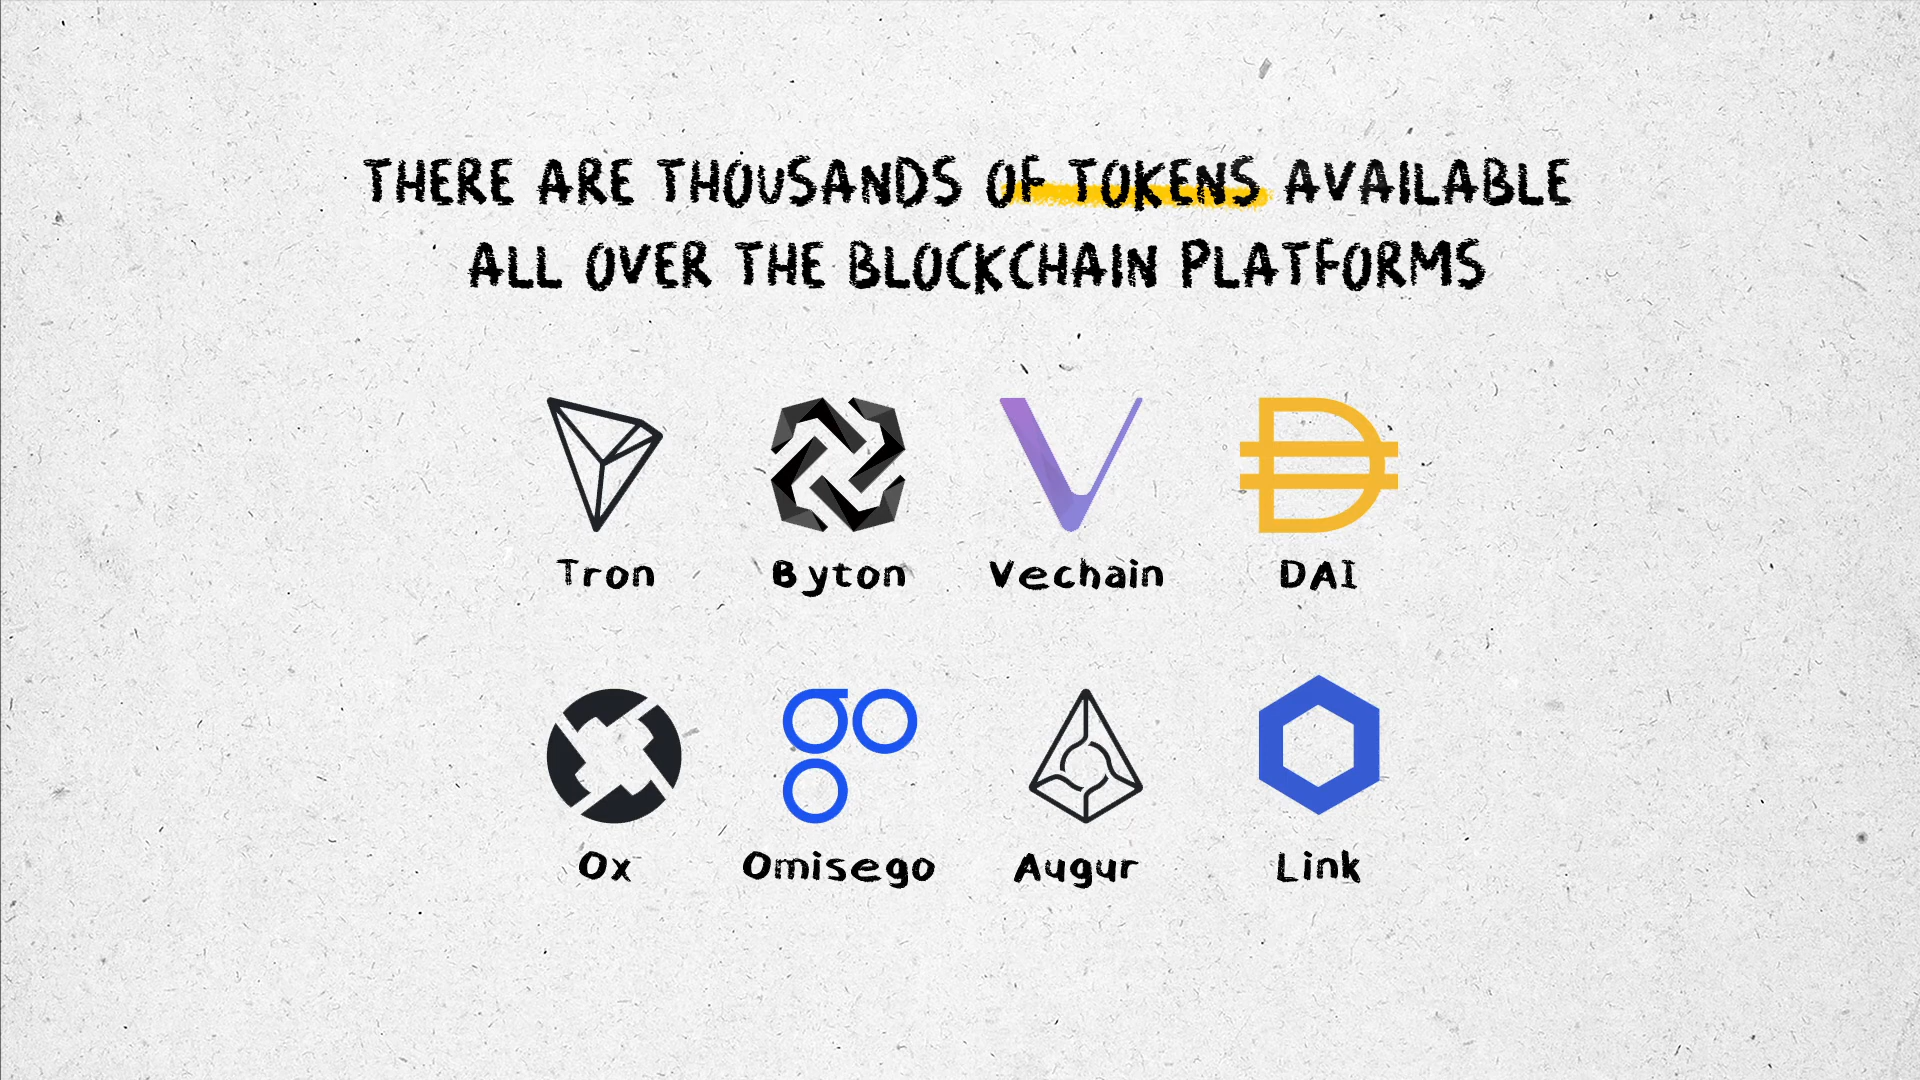 THERE ARE THOUSANDS OF TOKENS AVAILABLE
ALL OVER THE BLOCKCHAIN PLATFORMS
Tron Byton Vechain DAI
Ox Omisego Augur Link